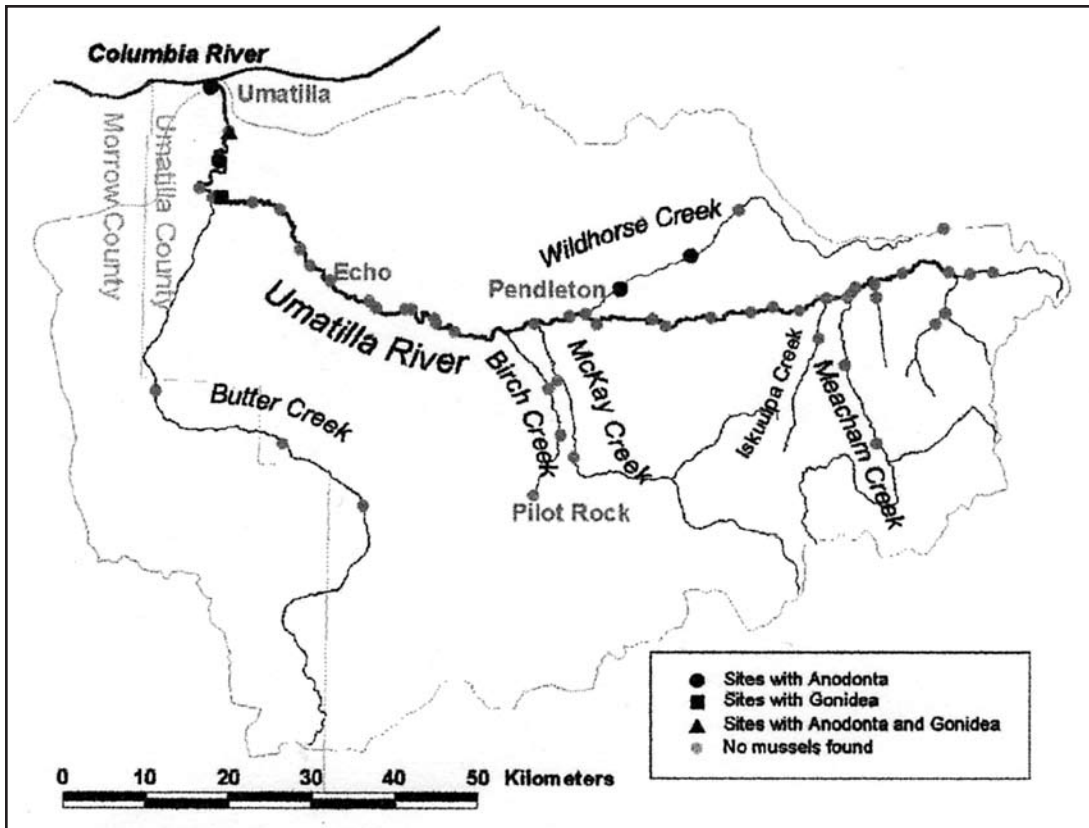 Columbia River
Umatilla
Morrow County
Umatilla County
Wildhorse Creek
Echo
Pendleton
Umatilla River
Birch Creek
McKay Creek
Iskuulpa Creek
Meacham Creek
Butter Creek
Pilot Rock
Sites with Anodonta
Sites with Gonidea
Sites with Anodonta and Gonidea
No mussels found
0 10 20 30 40 50 Kilometers